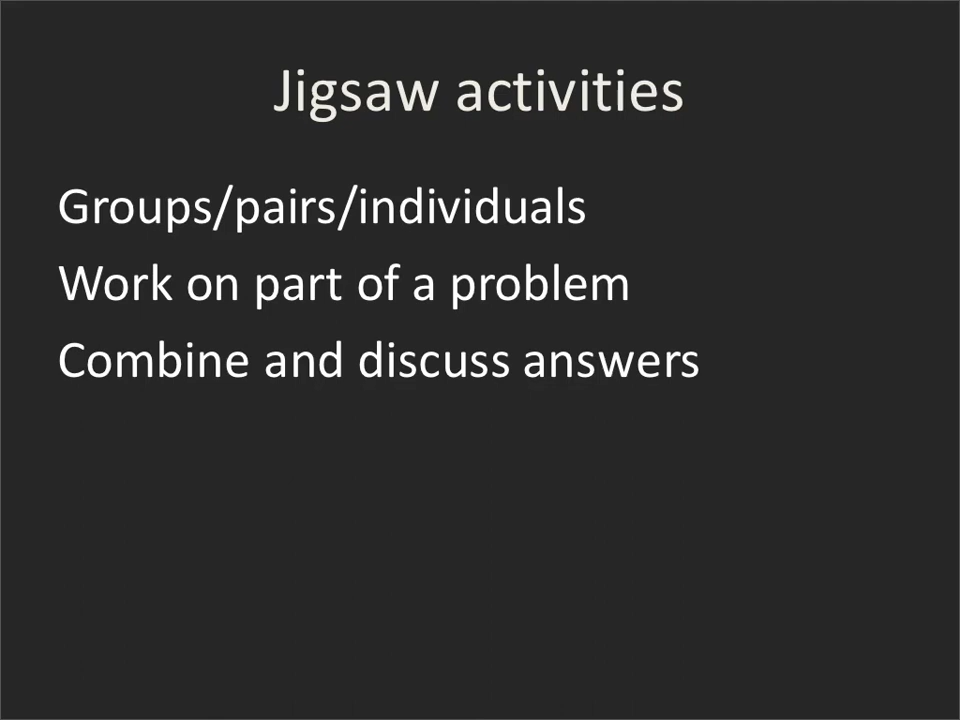 Jigsaw activities
Groups/pairs/individuals
Work on part of a problem
Combine and discuss answers